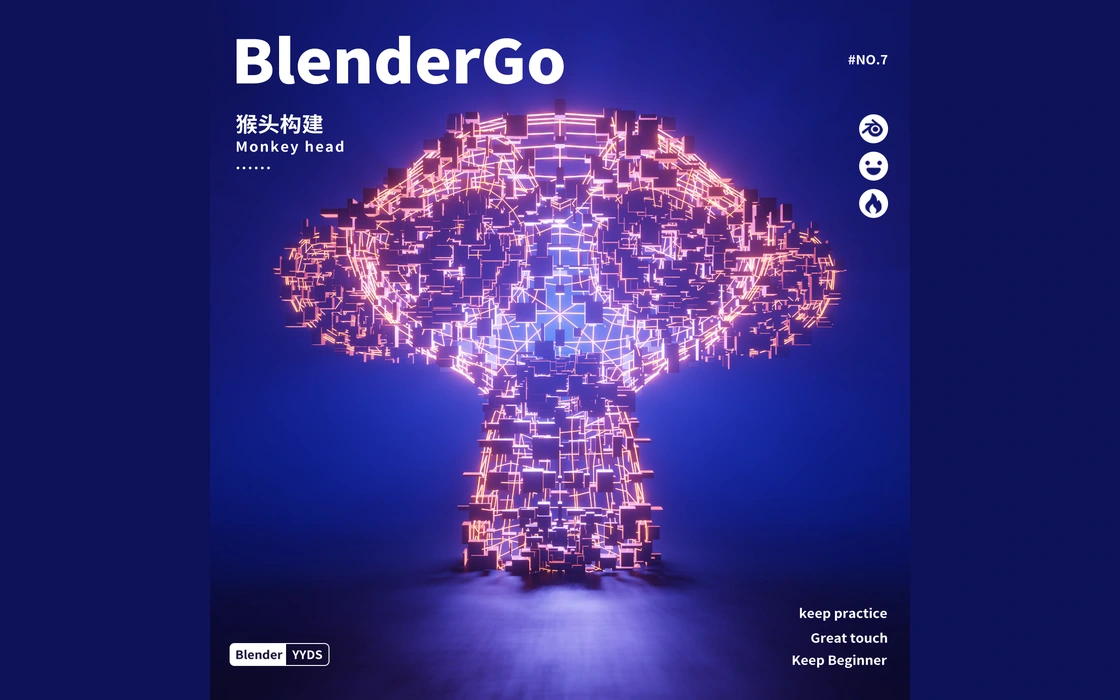 BlenderGo
#NO.7
猴头构建
Monkey head
......
keep practice
Great touch
Keep Beginner
Blender YYDS